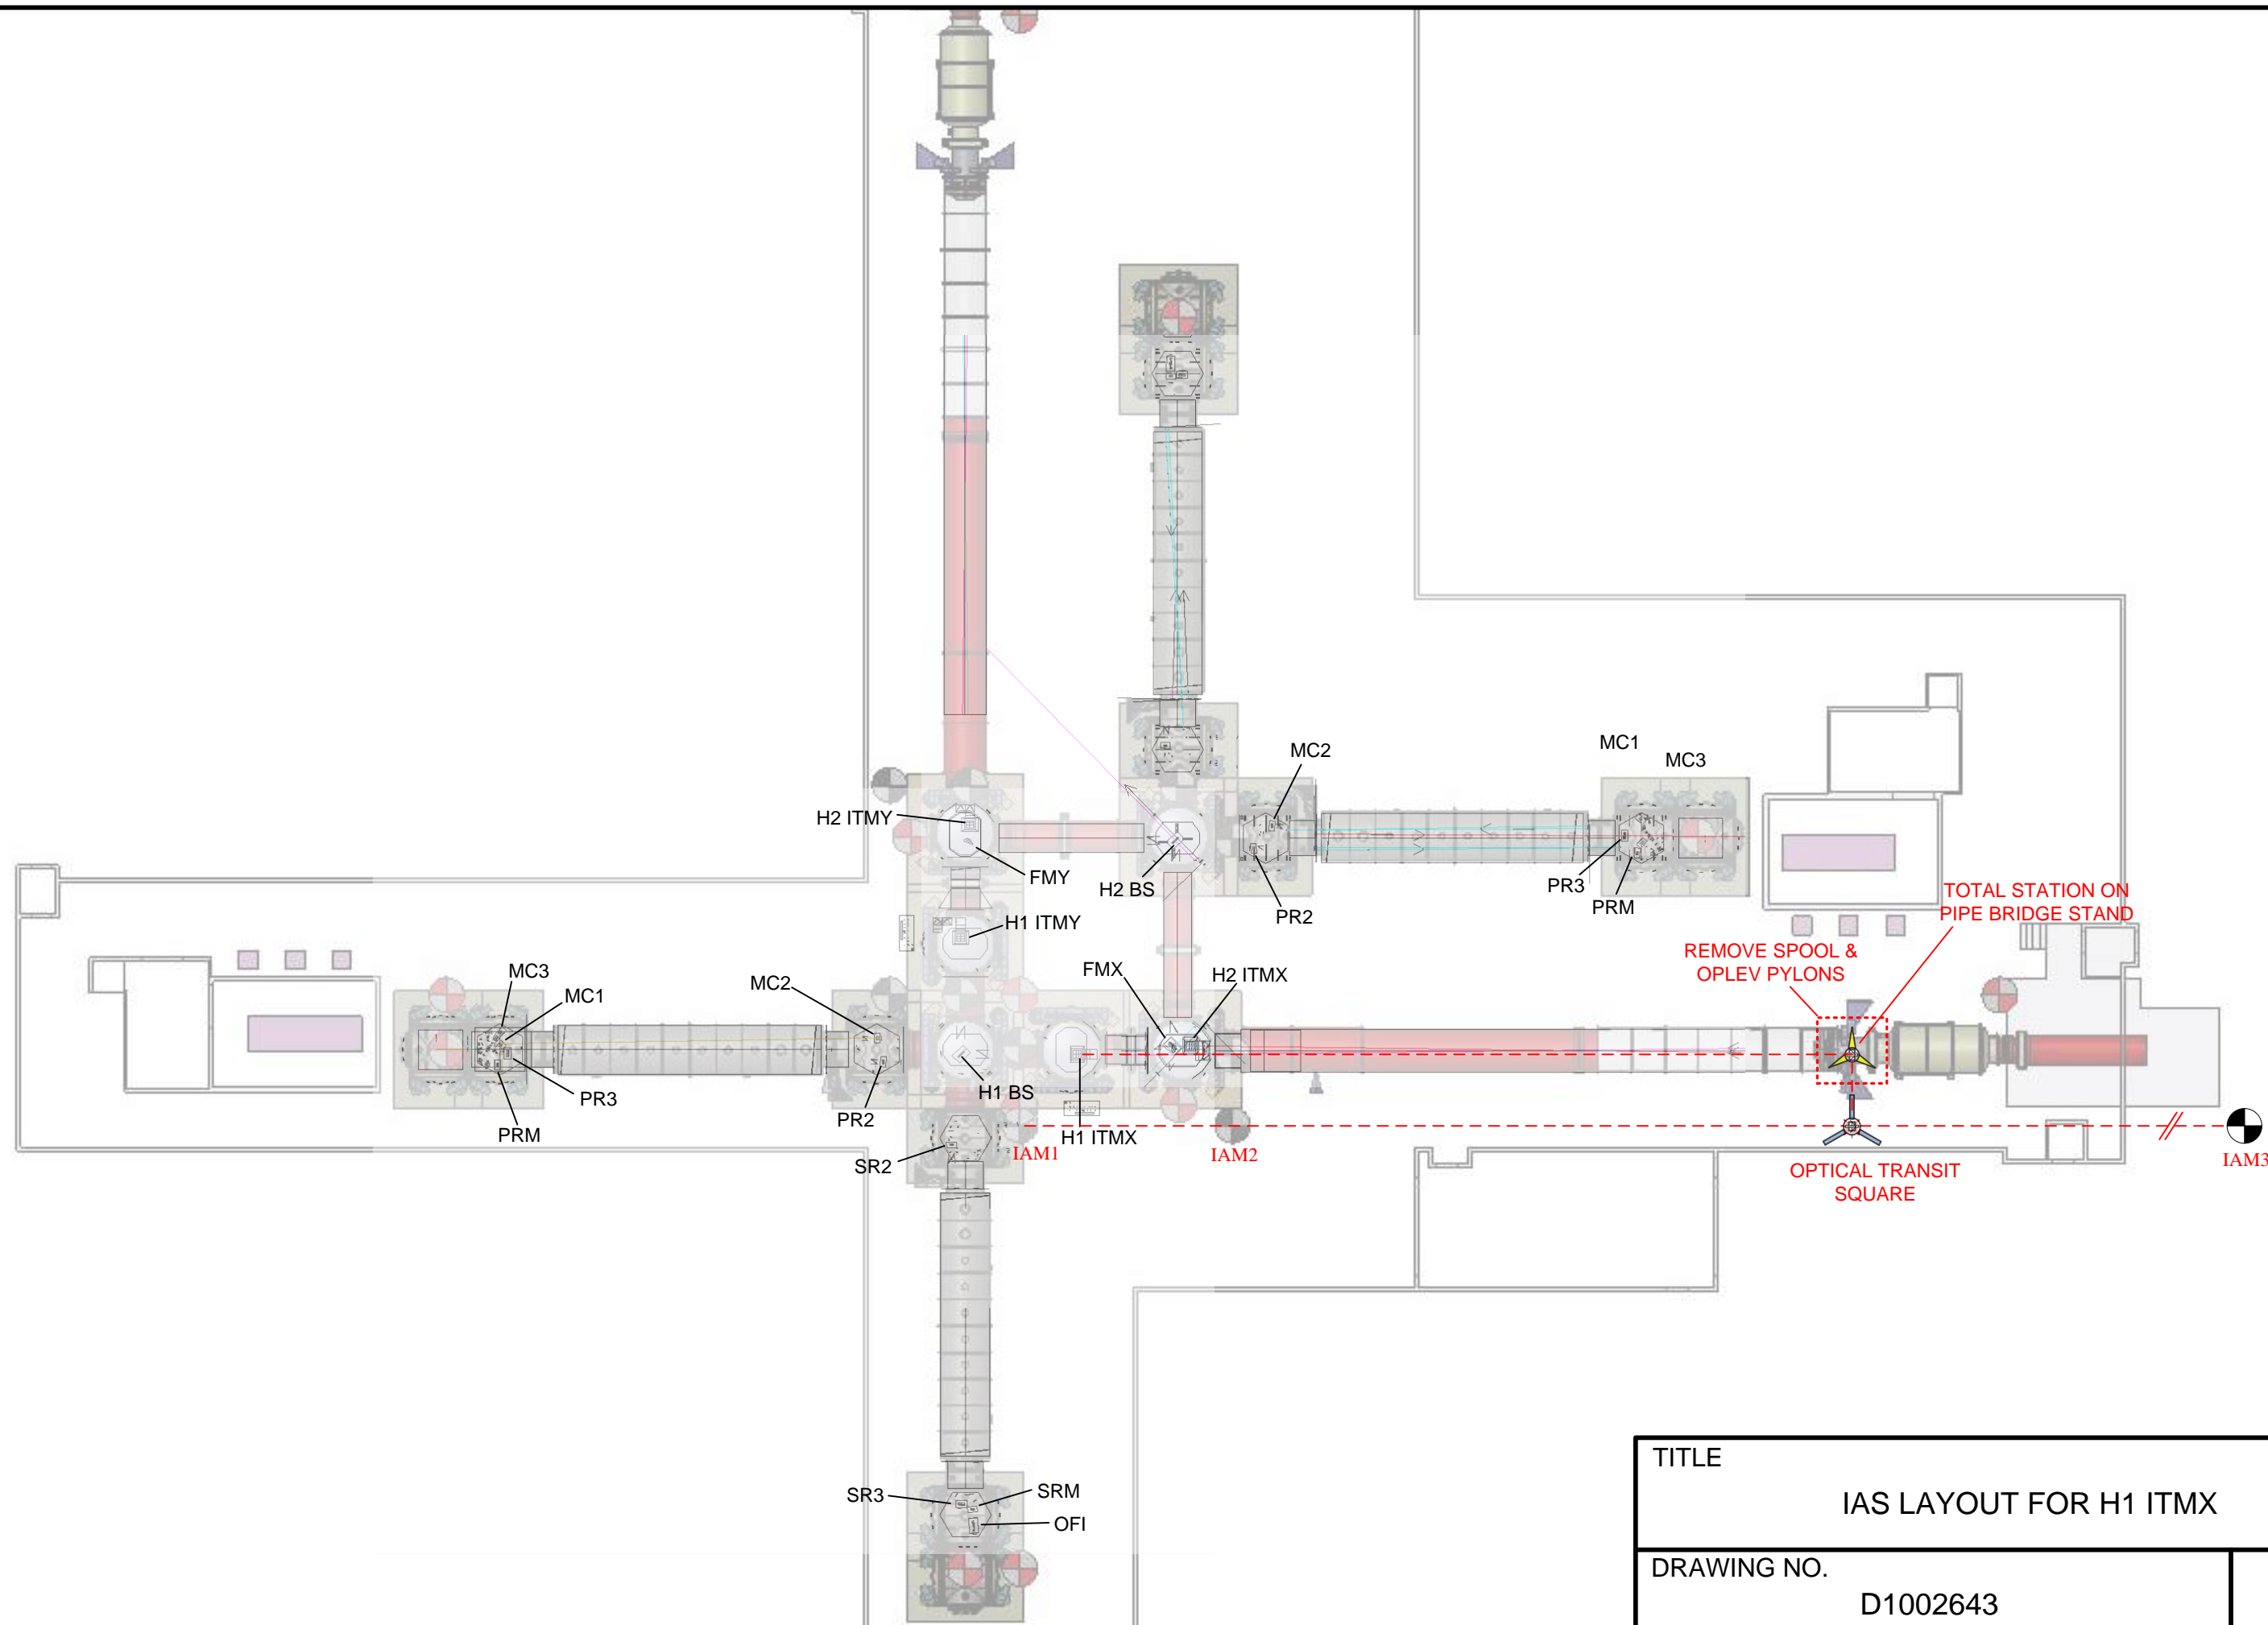 MC2
MC1
MC3
H2 ITMY
FMY
H2 BS
PR2
PR3
PRM
TOTAL STATION ON
PIPE BRIDGE STAND
H1 ITMY
REMOVE SPOOL &
OPLEV PYLONS
MC3
MC1
MC2
FMX
H2 ITMX
PR3
PRM
PR2
H1 BS
H1 ITMX
SR2
IAM1
IAM2
IAM3
OPTICAL TRANSIT
SQUARE
SR3
SRM
OFI
TITLE
IAS LAYOUT FOR H1 ITMX
DRAWING NO.
D1002643